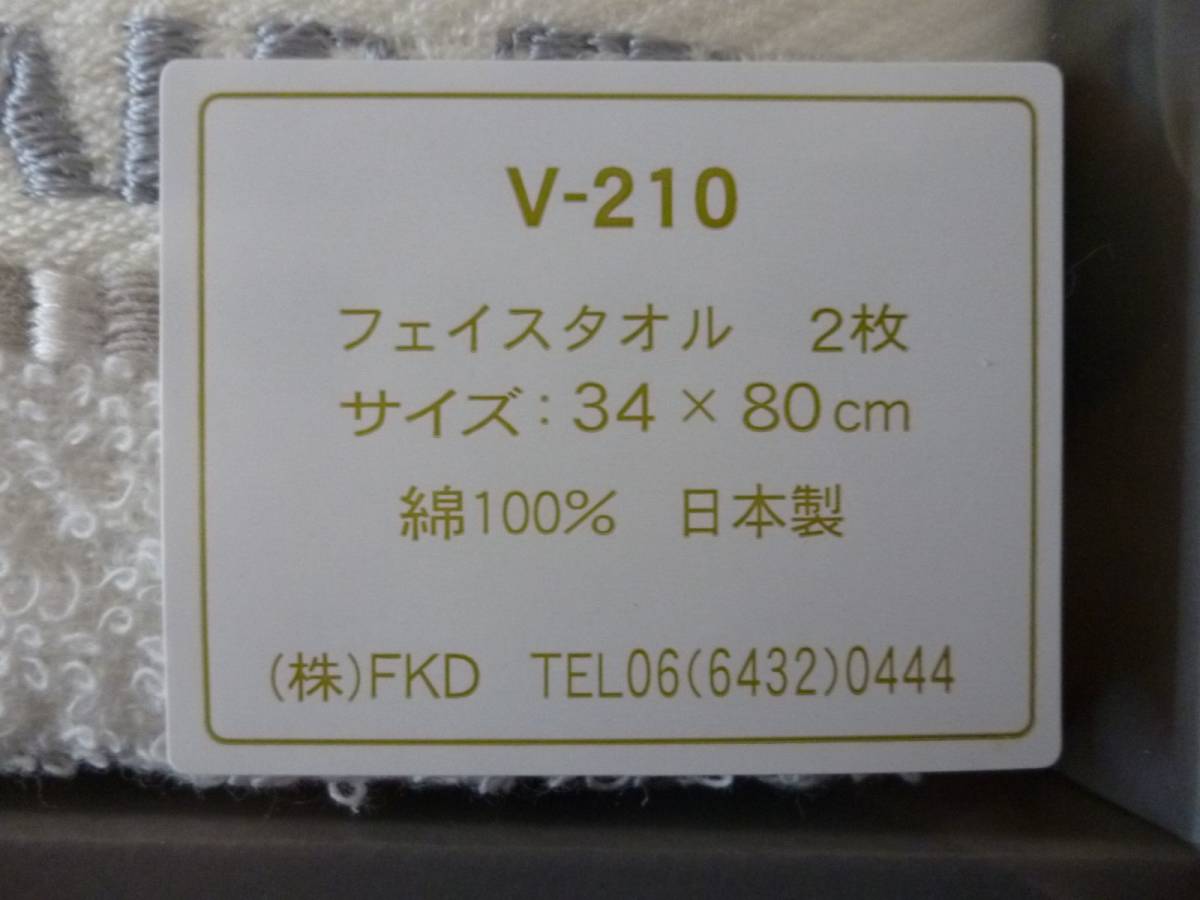 V-210
フェイスタオル　2枚
サイズ：34×80cm
綿100%　日本製
(株)FKD　TEL06(6432)0444